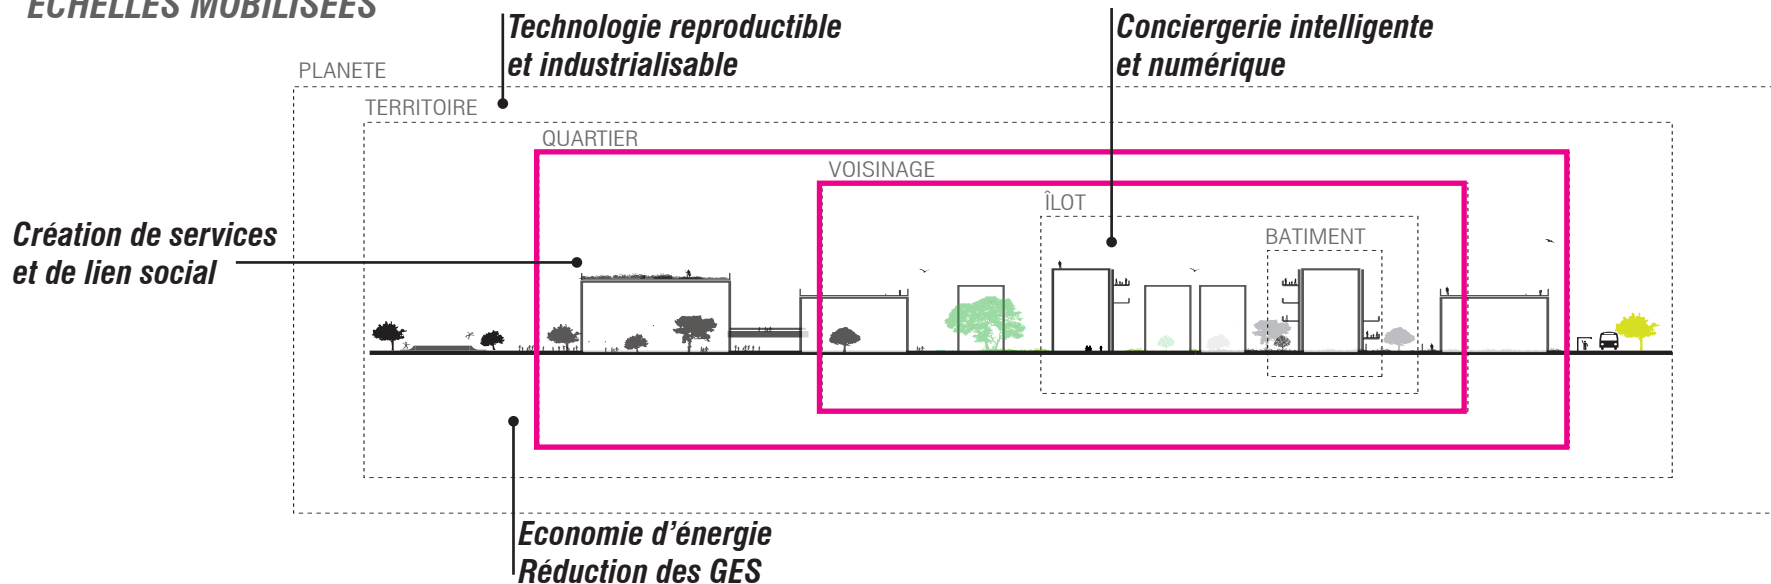 ECHELLES MOBILISÉES
Technologie reproductible
et industrialisable
Conciergerie intelligente
et numérique
PLANETE
TERRITOIRE
QUARTIER
VOISINAGE
ÎLOT
BATIMENT
Création de services
et de lien social
Economie d'énergie
Réduction des GES